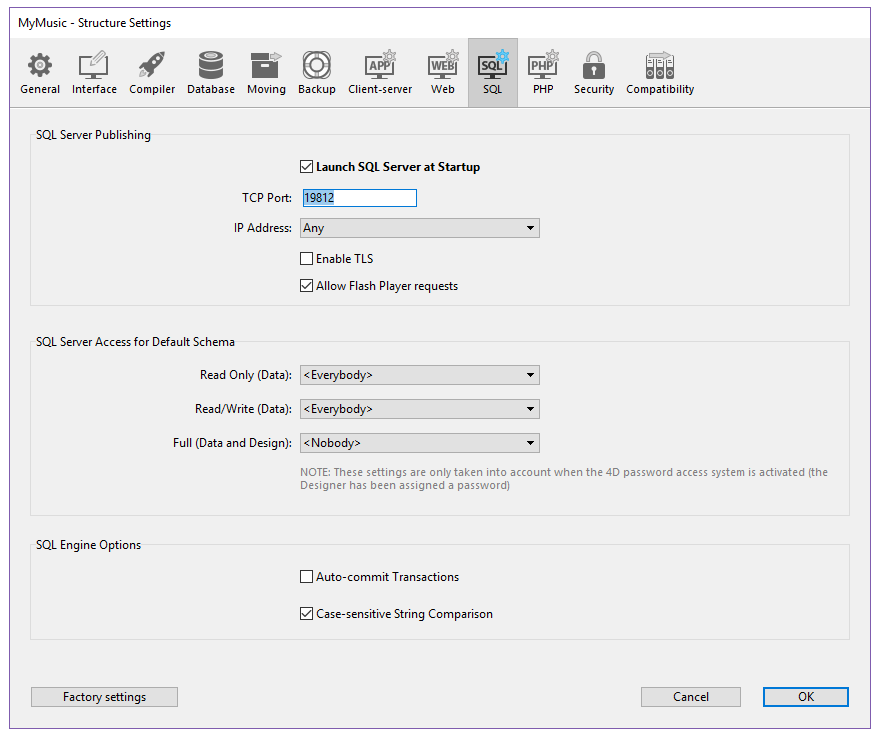 MyMusic - Structure Settings
APP WEB SQL PHP
General Interface Compiler Database Moving Backup Client-server Web SQL PHP Security Compatibility
SQL Server Publishing
Launch SQL Server at Startup
TCP Port: 19812
IP Address: Any
Enable TLS
Allow Flash Player requests
SQL Server Access for Default Schema
Read Only (Data): <Everybody>
Read/Write (Data): <Everybody>
Full (Data and Design): <Nobody>
NOTE: These settings are only taken into account when the 4D password access system is activated (the
Designer has been assigned a password)
SQL Engine Options
Auto-commit Transactions
Case-sensitive String Comparison
Factory settings Cancel OK